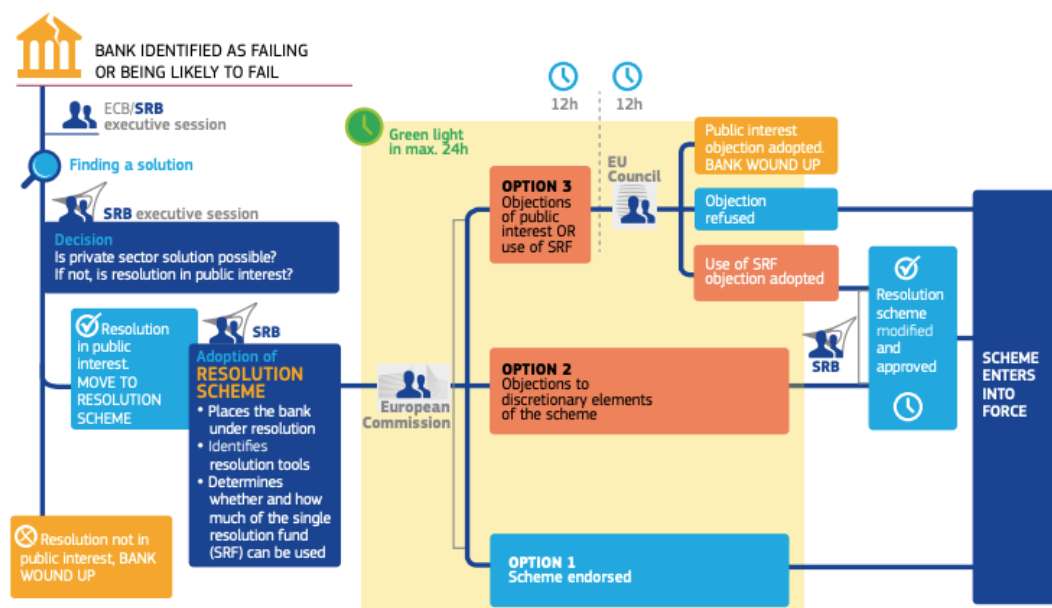 BANK IDENTIFIED AS FAILING
OR BEING LIKELY TO FAIL
ECB/SRB
executive session
Finding a solution
SRB executive session
Decision
Is private sector solution possible?
If not, is resolution in public interest?
Resolution
in public
interest.
MOVE TO
RESOLUTION
SCHEME
SRB
Adoption of
RESOLUTION
SCHEME
• Places the bank
under resolution
• Identifies
resolution tools
• Determines
whether and how
much of the single
resolution fund
(SRF) can be used
Resolution not in
public interest, BANK
WOUND UP
Green light
in max. 24h
European
Commission
12h
12h
OPTION 3
Objections
of public
interest OR
use of SRF
EU
Council
Public interest
objection adopted.
BANK WOUND UP
Objection
refused
Use of SRF
objection adopted
OPTION 2
Objections to
discretionary elements
of the scheme
SRB
Resolution
scheme
modified
and
approved
OPTION 1
Scheme endorsed
SCHEME
ENTERS
INTO
FORCE